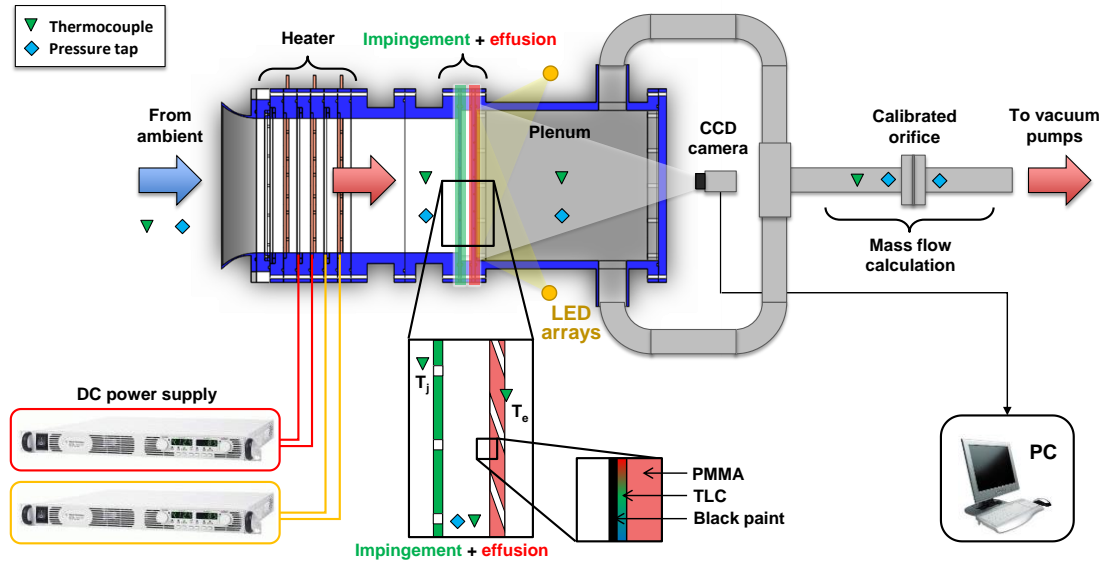 Thermocouple
Pressure tap
Heater
Impingement + effusion
From
ambient
Plenum
CCD
camera
Calibrated
orifice
To vacuum
pumps
Mass flow
calculation
LED
arrays
DC power supply
Tj
Te
PMMA
TLC
Black paint
Impingement + effusion
PC